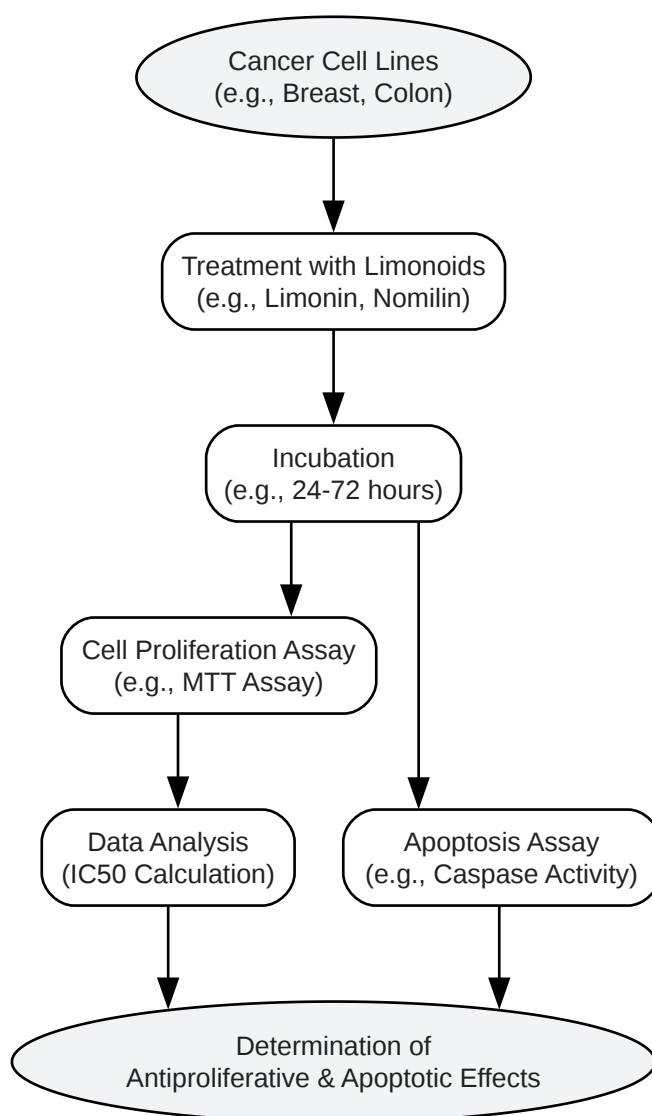 Cancer Cell Lines
(e.g., Breast, Colon)
Treatment with Limonoids
(e.g., Limonin, Nomilin)
Incubation
(e.g., 24-72 hours)
Cell Proliferation Assay
(e.g., MTT Assay)
Data Analysis
(IC50 Calculation)
Apoptosis Assay
(e.g., Caspase Activity)
Determination of
Antiproliferative & Apoptotic Effects